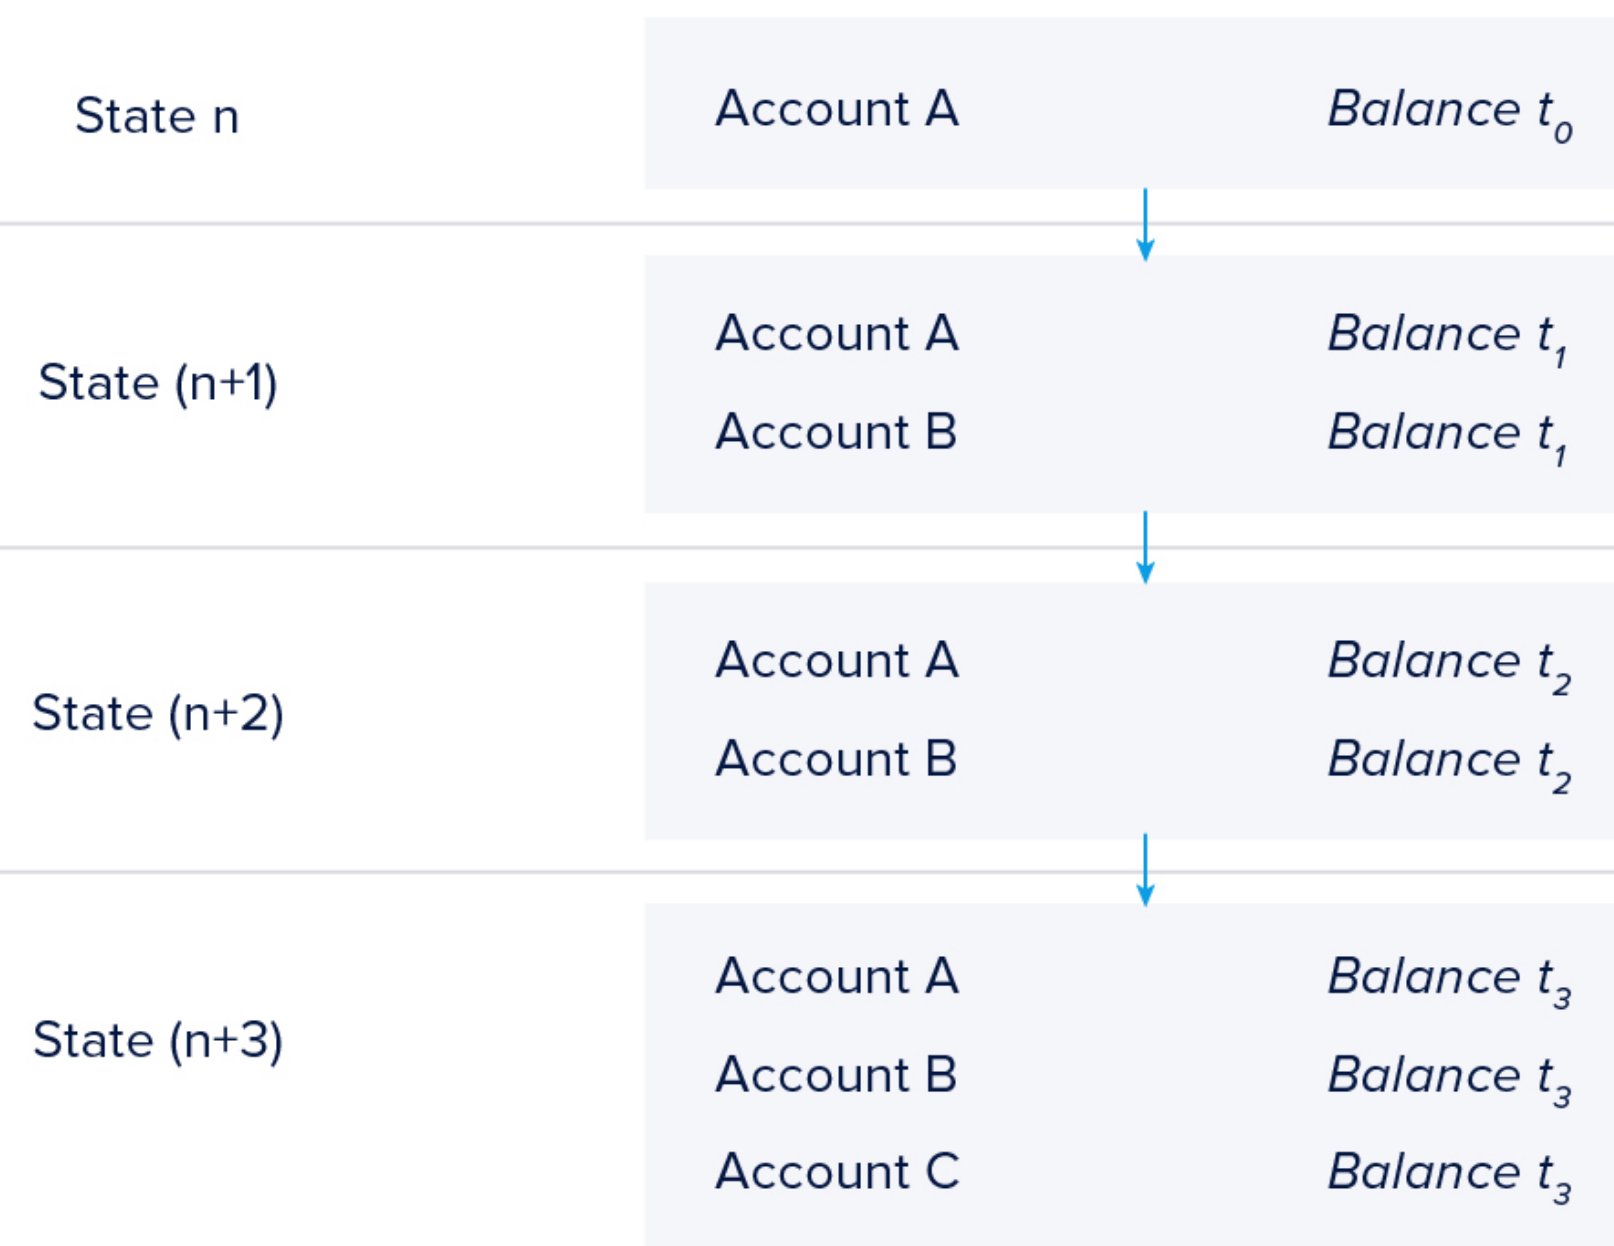 State n
Account A Balance t₀
State (n+1)
Account A Balance t₁
Account B Balance t₁
State (n+2)
Account A Balance t₂
Account B Balance t₂
State (n+3)
Account A Balance t₃
Account B Balance t₃
Account C Balance t₃